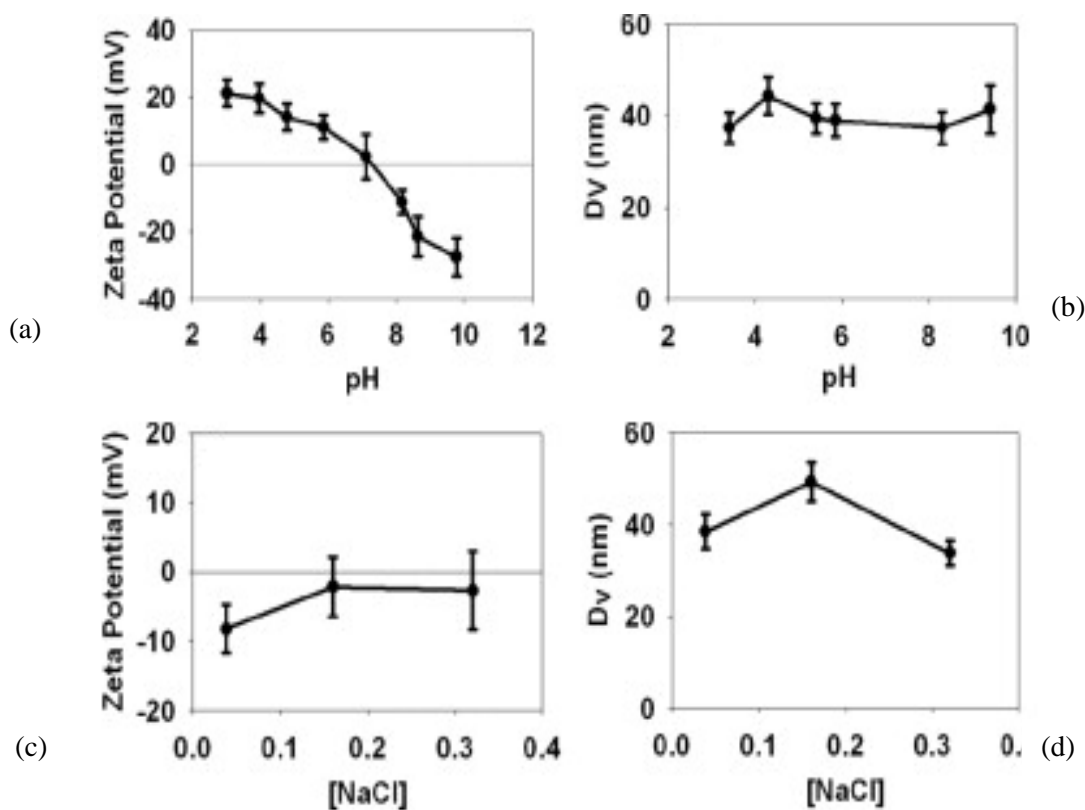 (a)
Zeta Potential (mV)
40
20
0
-20
-40
2 4 6 8 10 12
pH
(b)
DV (nm)
60
40
20
0
2 4 6 8 10
pH
(c)
Zeta Potential (mV)
20
10
0
-10
-20
0.0 0.1 0.2 0.3 0.4
[NaCl]
(d)
Dv (nm)
60
40
20
0
0.0 0.1 0.2 0.3 0.
[NaCl]